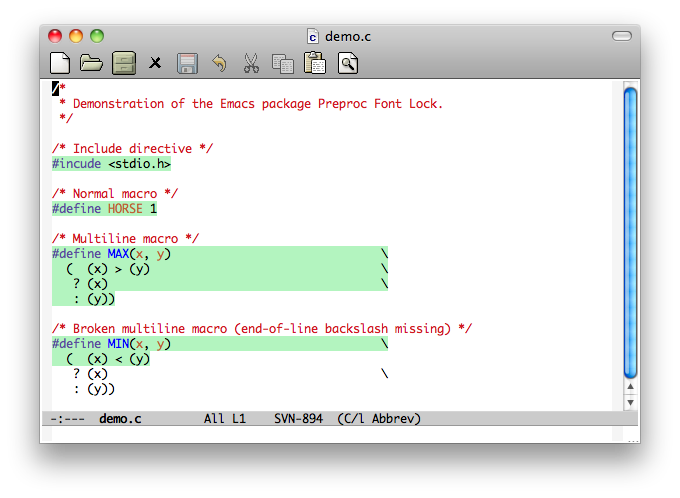 demo.c
/*
 * Demonstration of the Emacs package Preproc Font Lock.
 */
/* Include directive */
#incude <stdio.h>
/* Normal macro */
#define HORSE 1
/* Multiline macro */
#define MAX(x, y)                              \
  (  (x) > (y)                                 \
   ? (x)                                       \
   : (y))
/* Broken multiline macro (end-of-line backslash missing) */
#define MIN(x, y)                              \
  (  (x) < (y)
   ? (x)                                       \
   : (y))
-:---  demo.c         All L1    SVN-894  (C/l Abbrev)